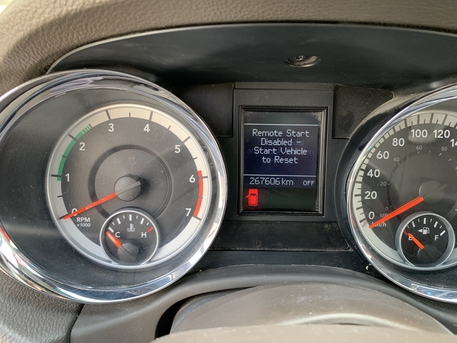 Remote Start
Disabled -
Start Vehicle
to Reset
267606 km OFF
0 1 2 3 4 5 6 7
RPM
x1000
C H
0 20 40 60 80 100 120 140
km/h
E F